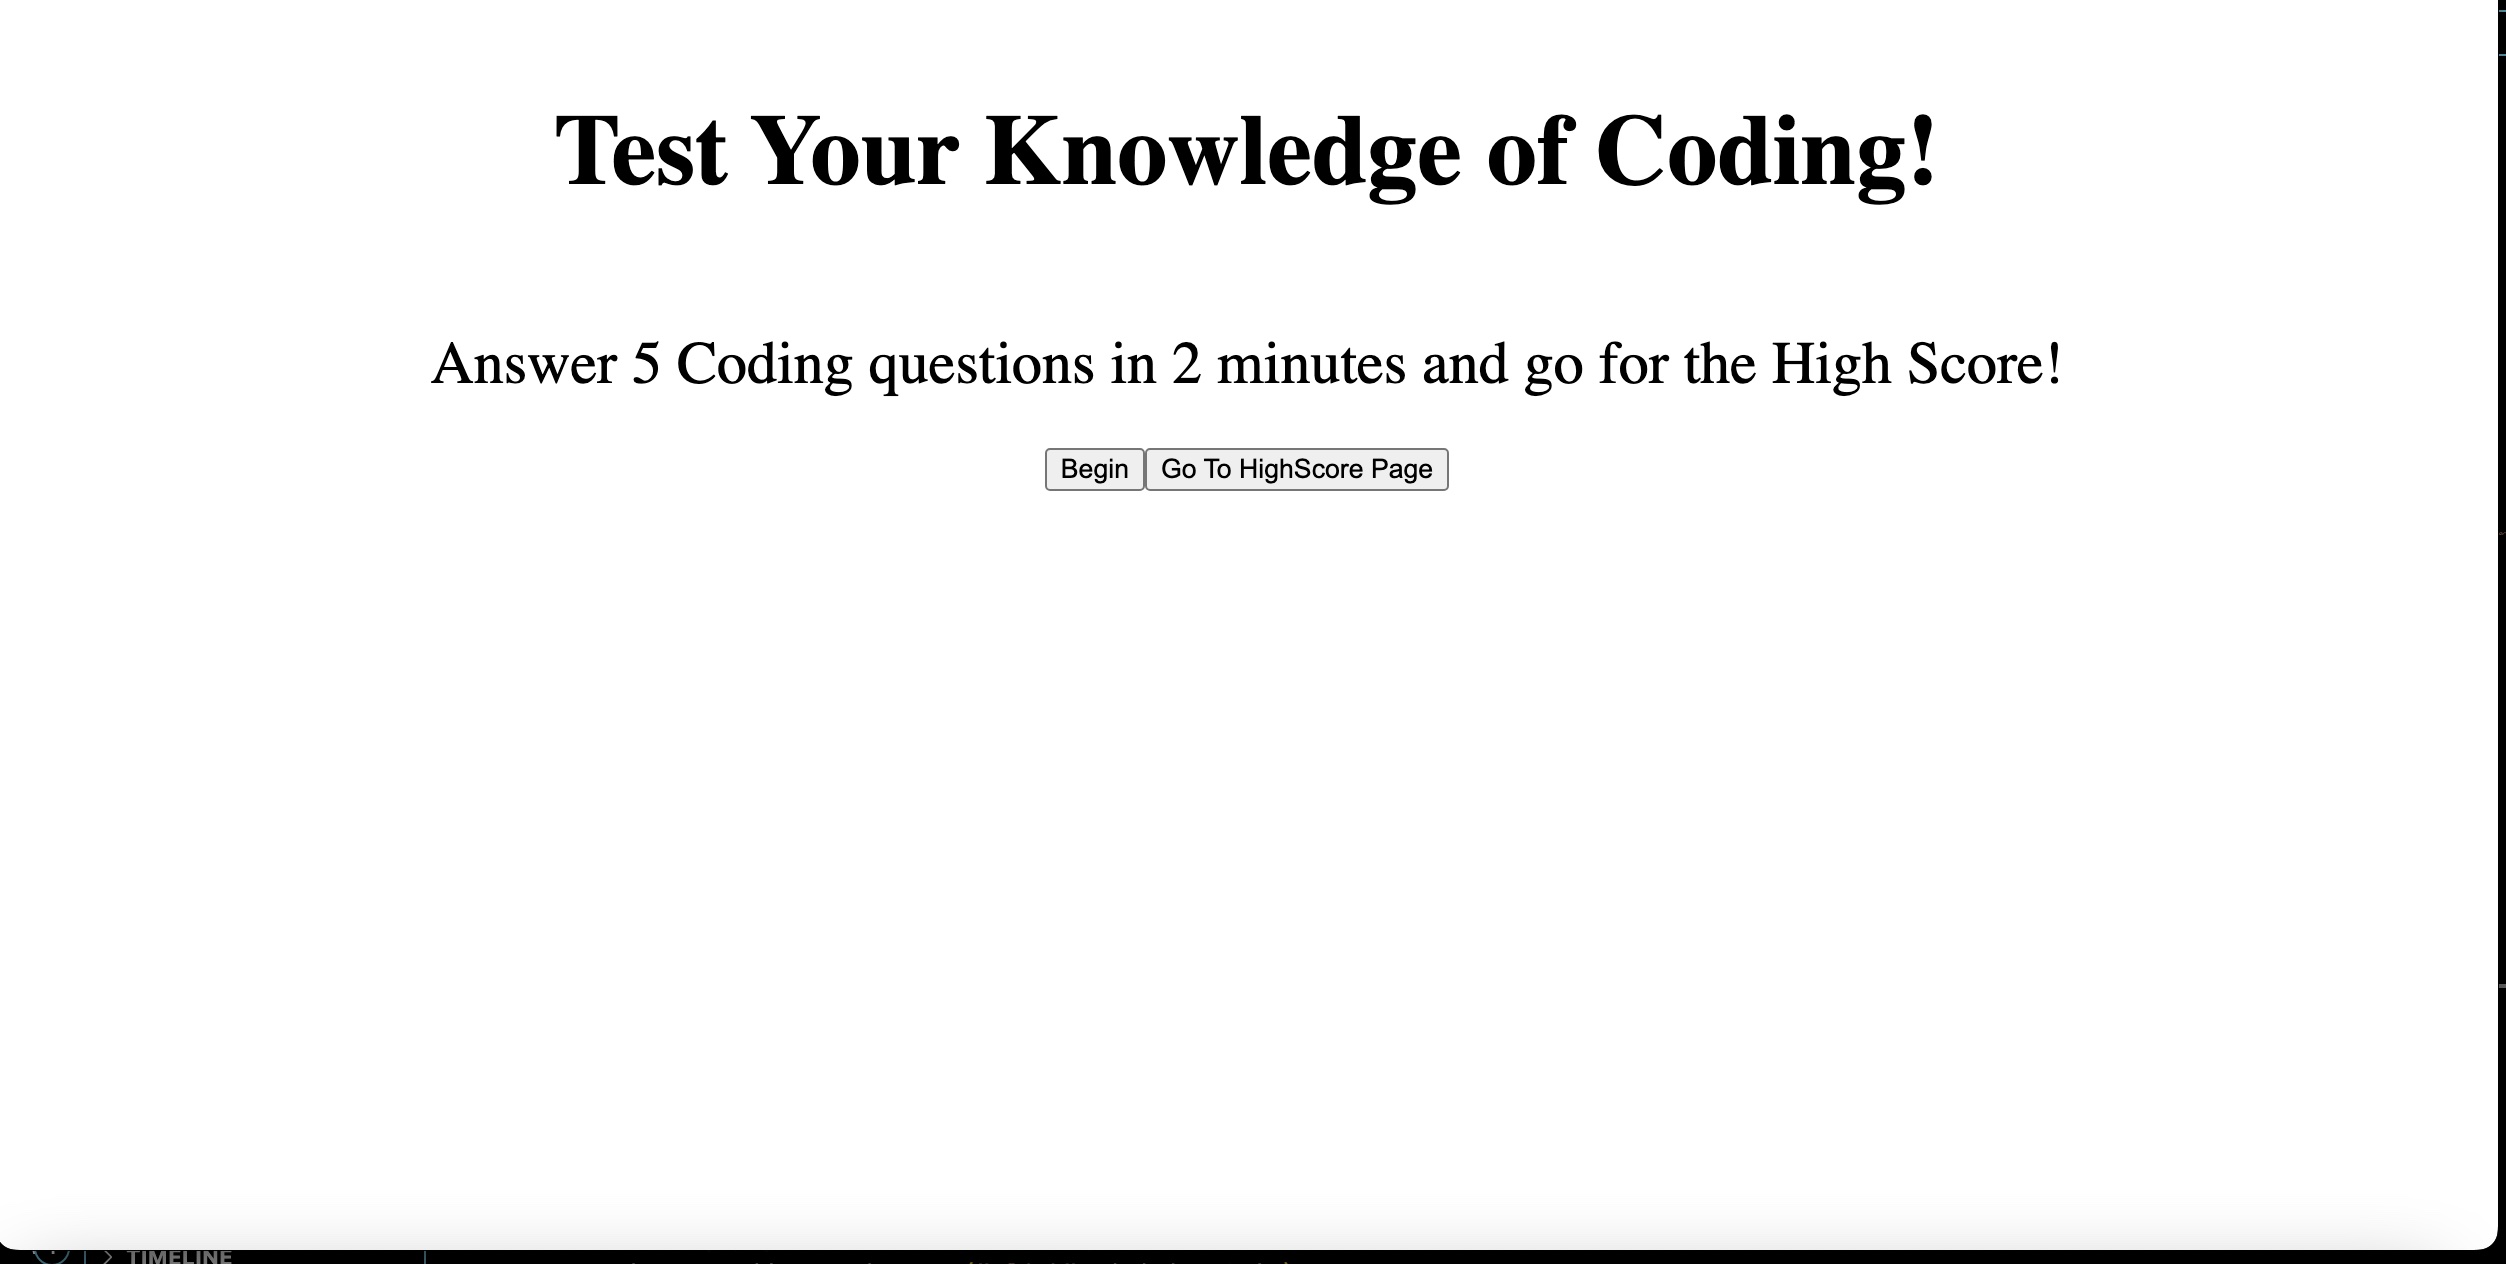 Test Your Knowledge of Coding!
Answer 5 Coding questions in 2 minutes and go for the High Score!
Begin Go To HighScore Page
TIMELINE